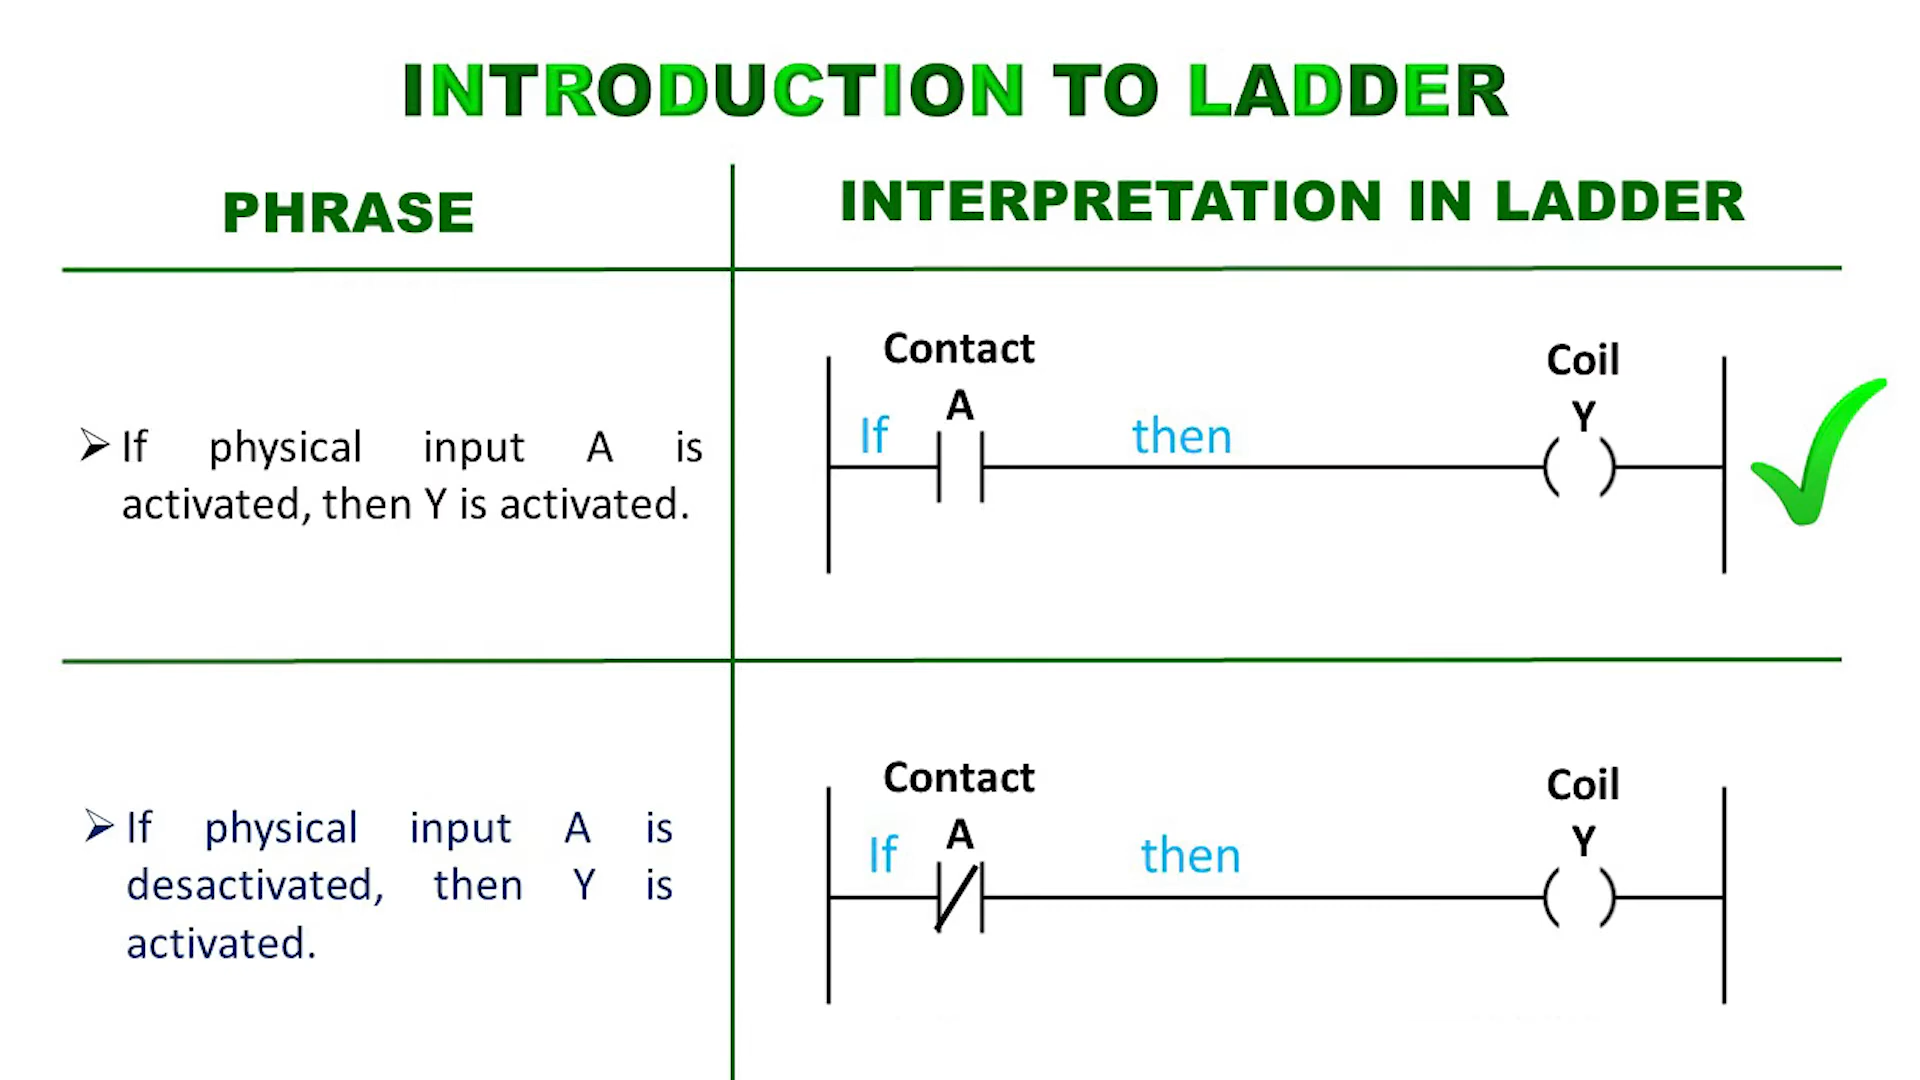 INTRODUCTION TO LADDER
PHRASE
INTERPRETATION IN LADDER
➢ If physical input A is
activated, then Y is activated.
Contact
A
If
then
Coil
Y
➢ If physical input A is
desactivated, then Y is
activated.
Contact
A
If
then
Coil
Y